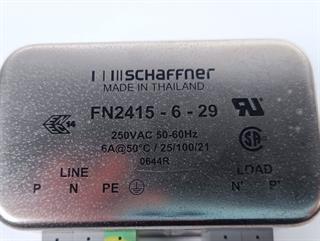 SCHAFFNER
MADE IN THAILAND
FN2415 - 6 - 29
14
250VAC 50-60Hz
6A@50°C / 25/100/21
0644R
LINE LOAD
P N PE N' P'